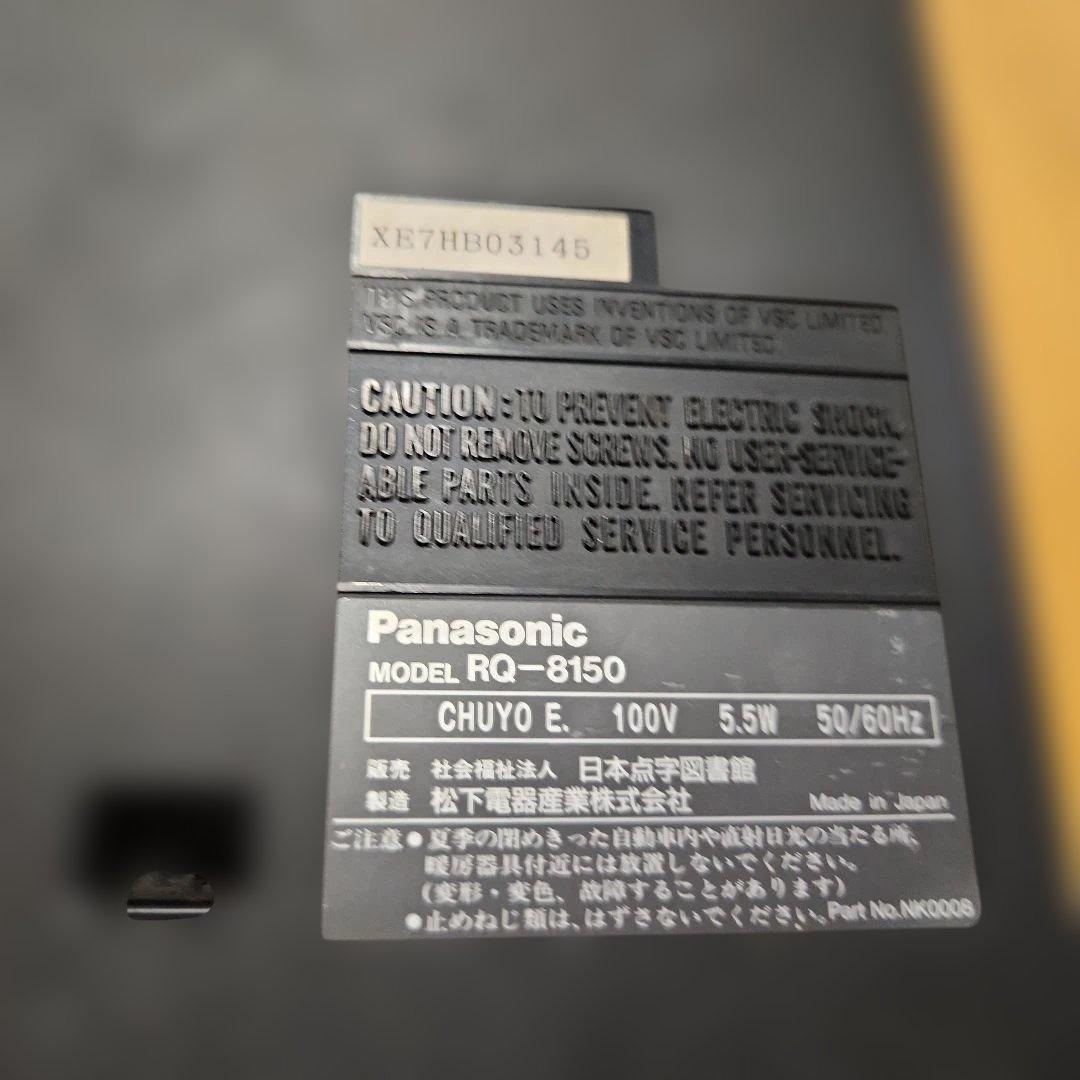 XE7HB03145
THIS PRODUCT USES INVENTIONS OF VSC LIMITED
VSC IS A TRADEMARK OF VSC LIMITED.
CAUTION : TO PREVENT ELECTRIC SHOCK,
DO NOT REMOVE SCREWS. NO USER-SERVICE-
ABLE PARTS INSIDE. REFER SERVICING
TO QUALIFIED SERVICE PERSONNEL.
Panasonic
MODEL RQ-8150
CHUYO E. 100V 5.5W 50/60Hz
販売 社会福祉法人 日本点字図書館
製造 松下電器産業株式会社 Made in Japan
ご注意●夏季の閉めきった自動車内や直射日光の当たる所、
暖房器具付近には放置しないでください。
(変形・変色、故障することがあります)
●止めねじ類は、はずさないでください。Part No.NK0008